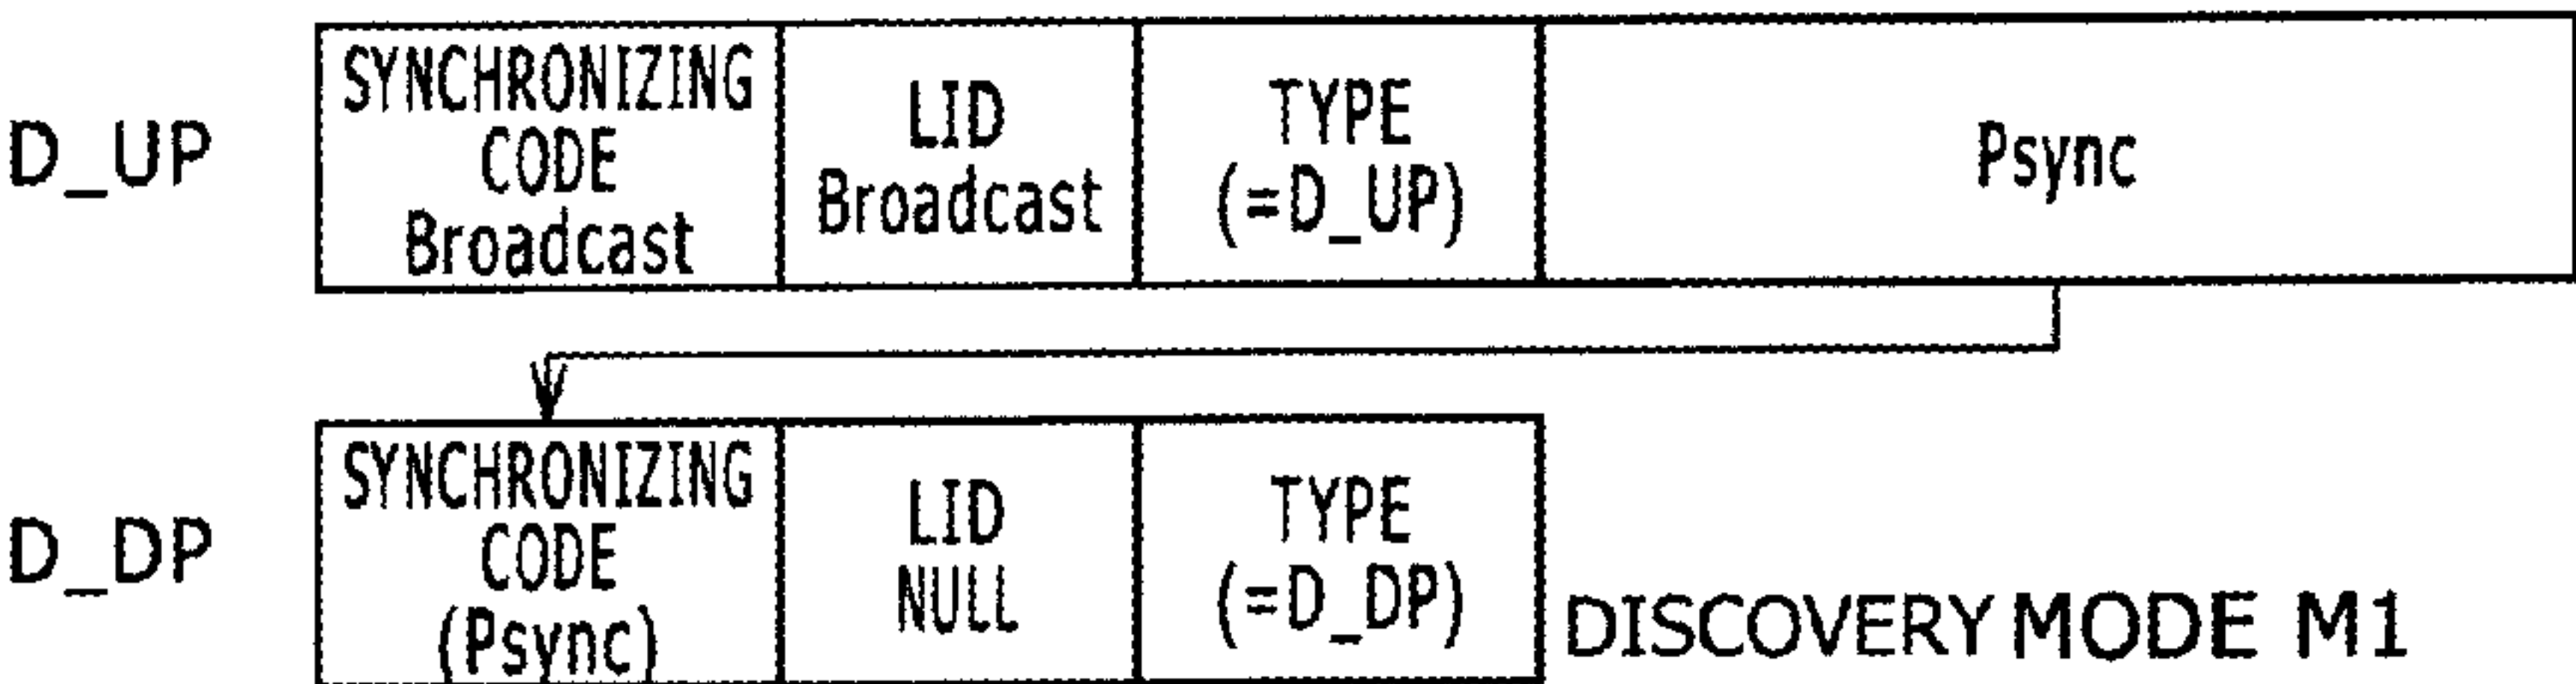 D_UP
SYNCHRONIZING
CODE
Broadcast
LID
Broadcast
TYPE
(=D_UP)
Psync
D_DP
SYNCHRONIZING
CODE
(Psync)
LID
NULL
TYPE
(=D_DP)
DISCOVERY MODE M1